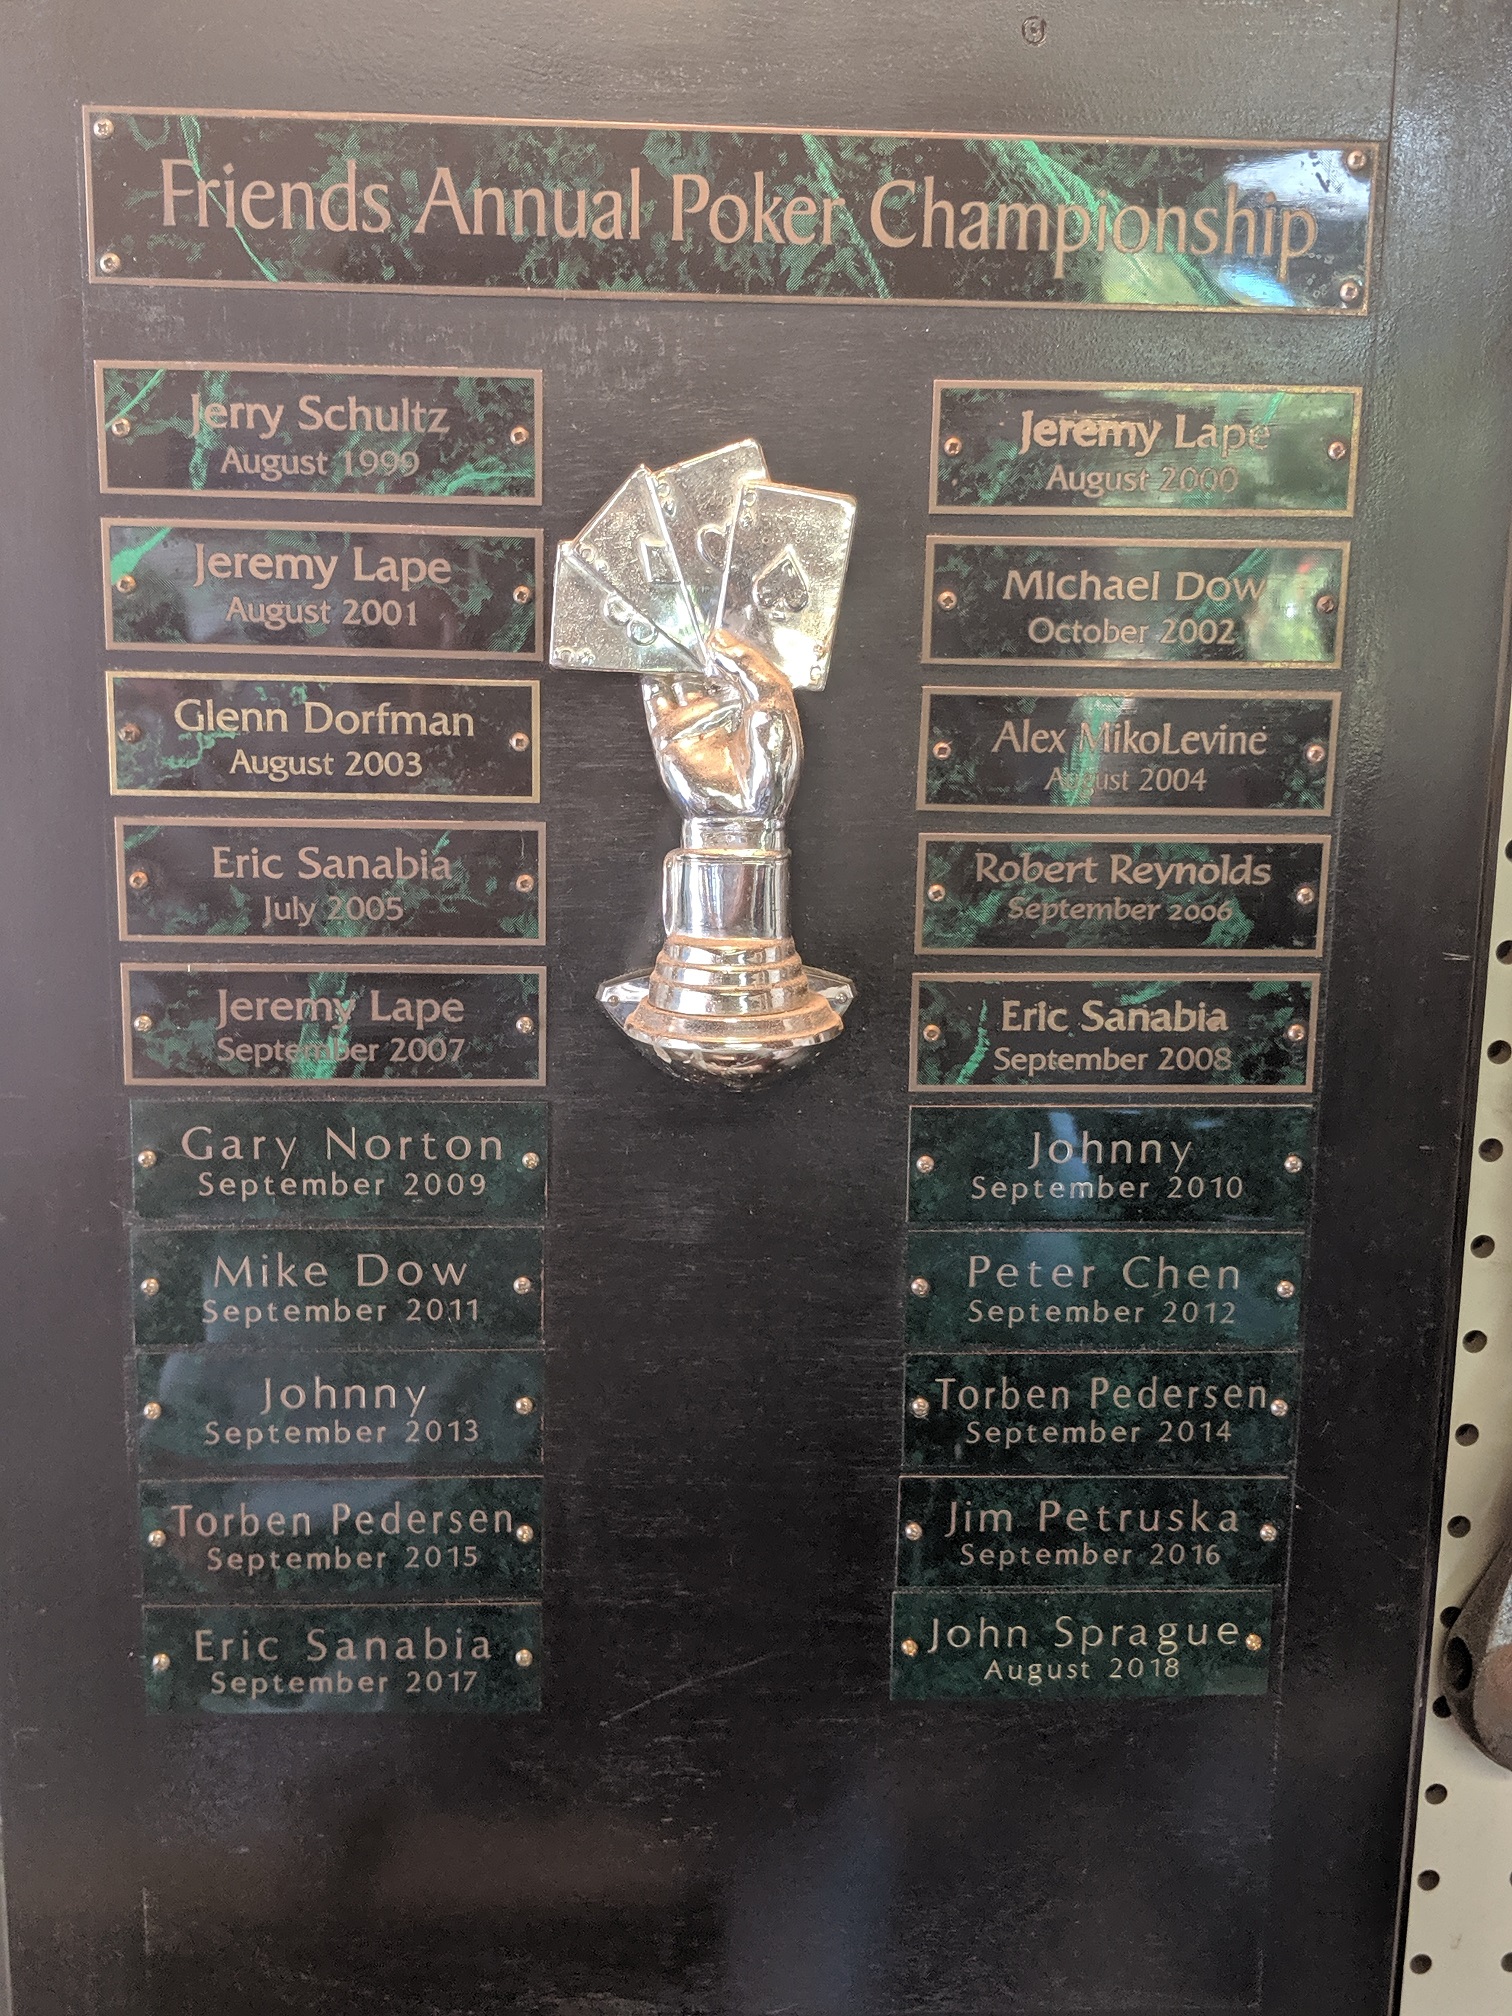 Friends Annual Poker Championship
Jerry Schultz
August 1999
Jeremy Lape
August 2000
Jeremy Lape
August 2001
MIchael Dow
October 2002
Glenn Dorfman
August 2003
Alex MikoLevine
August 2004
Eric Sanabia
July 2005
Robert Reynolds
September 2006
Jeremy Lape
September 2007
Eric Sanabia
September 2008
Gary Norton
September 2009
Johnny
September 2010
Mike Dow
September 2011
Peter Chen
September 2012
Johnny
September 2013
Torben Pedersen
September 2014
Torben Pedersen
September 2015
Jim Petruska
September 2016
Eric Sanabia
September 2017
John Sprague
August 2018